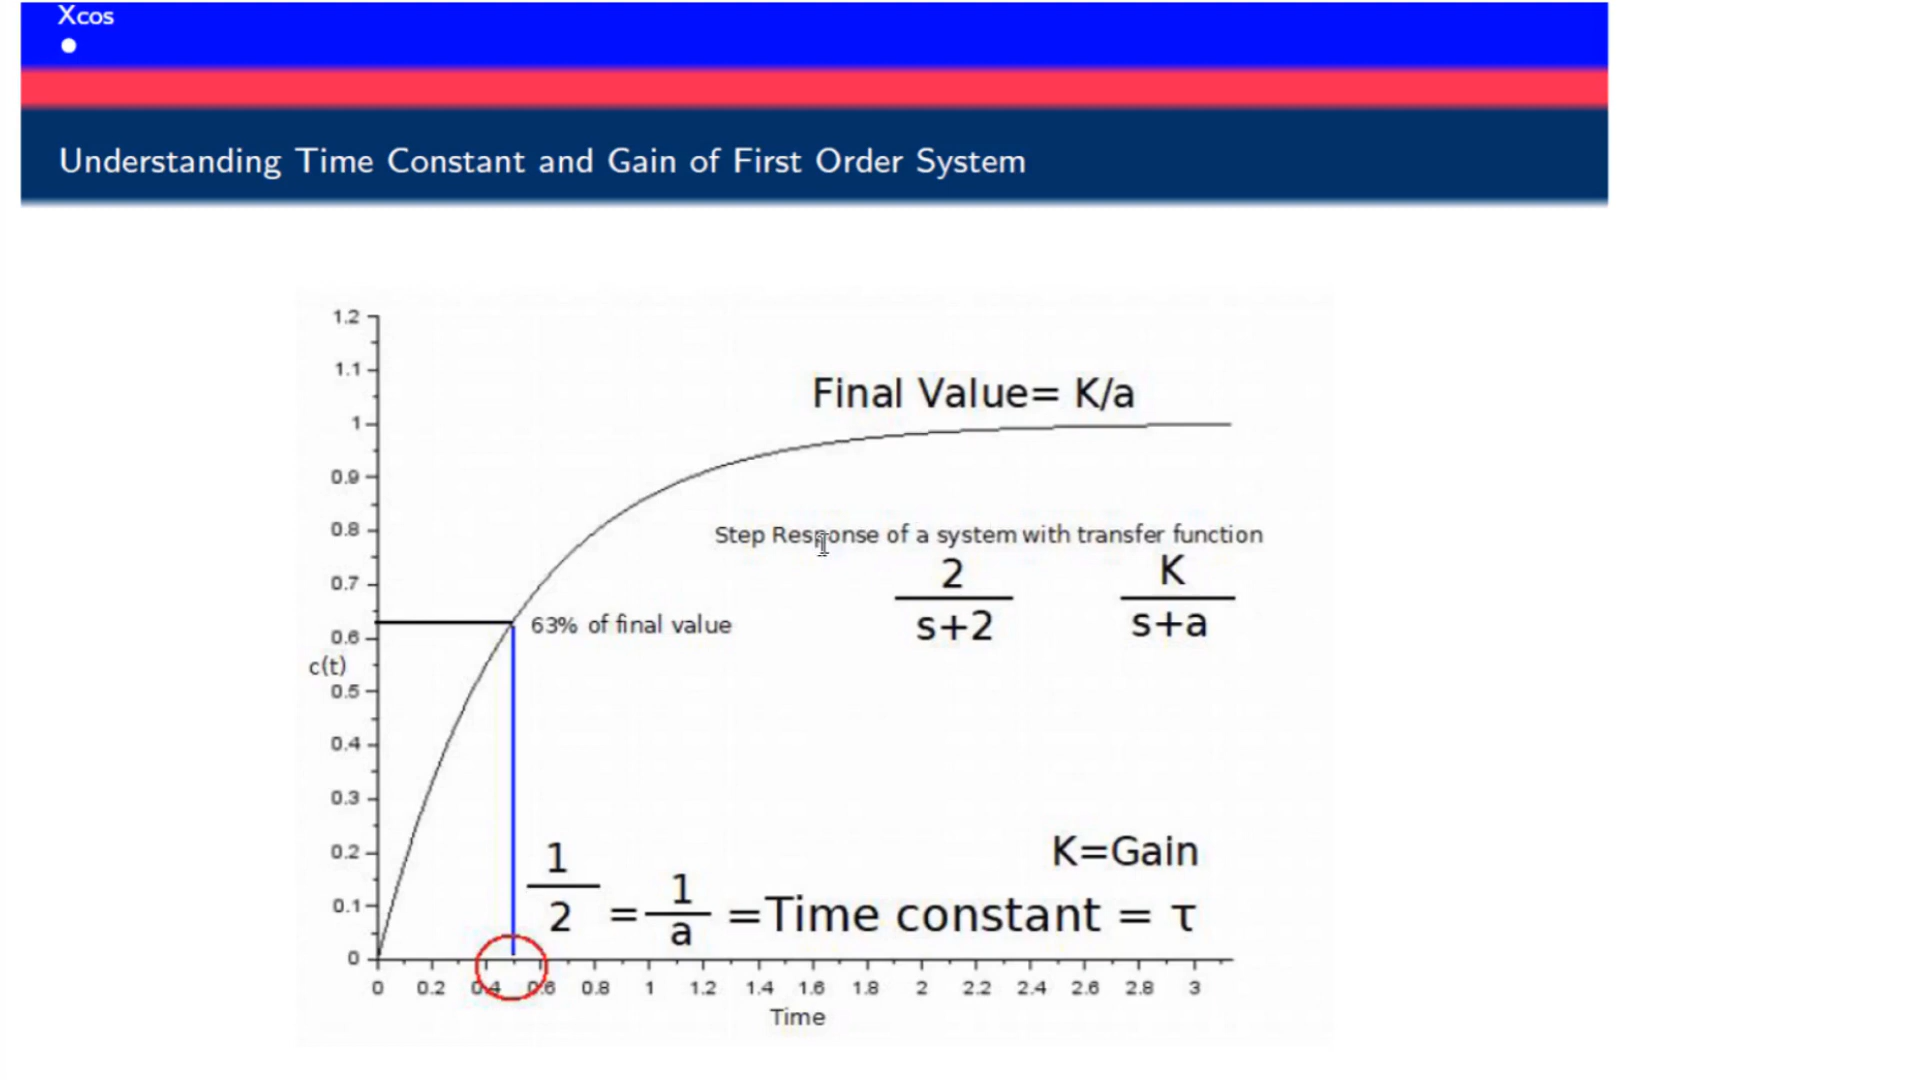 Xcos
Understanding Time Constant and Gain of First Order System
1.2
1.1
Final Value= K/a
1
0.9
0.8
Step Response of a system with transfer function
2
s+2
K
s+a
0.7
63% of final value
0.6
c(t)
0.5
0.4
0.3
0.2
K=Gain
1
2
=
1
a
=Time constant = τ
0.1
0
0 0.2 0.4 0.6 0.8 1 1.2 1.4 1.6 1.8 2 2.2 2.4 2.6 2.8 3
Time